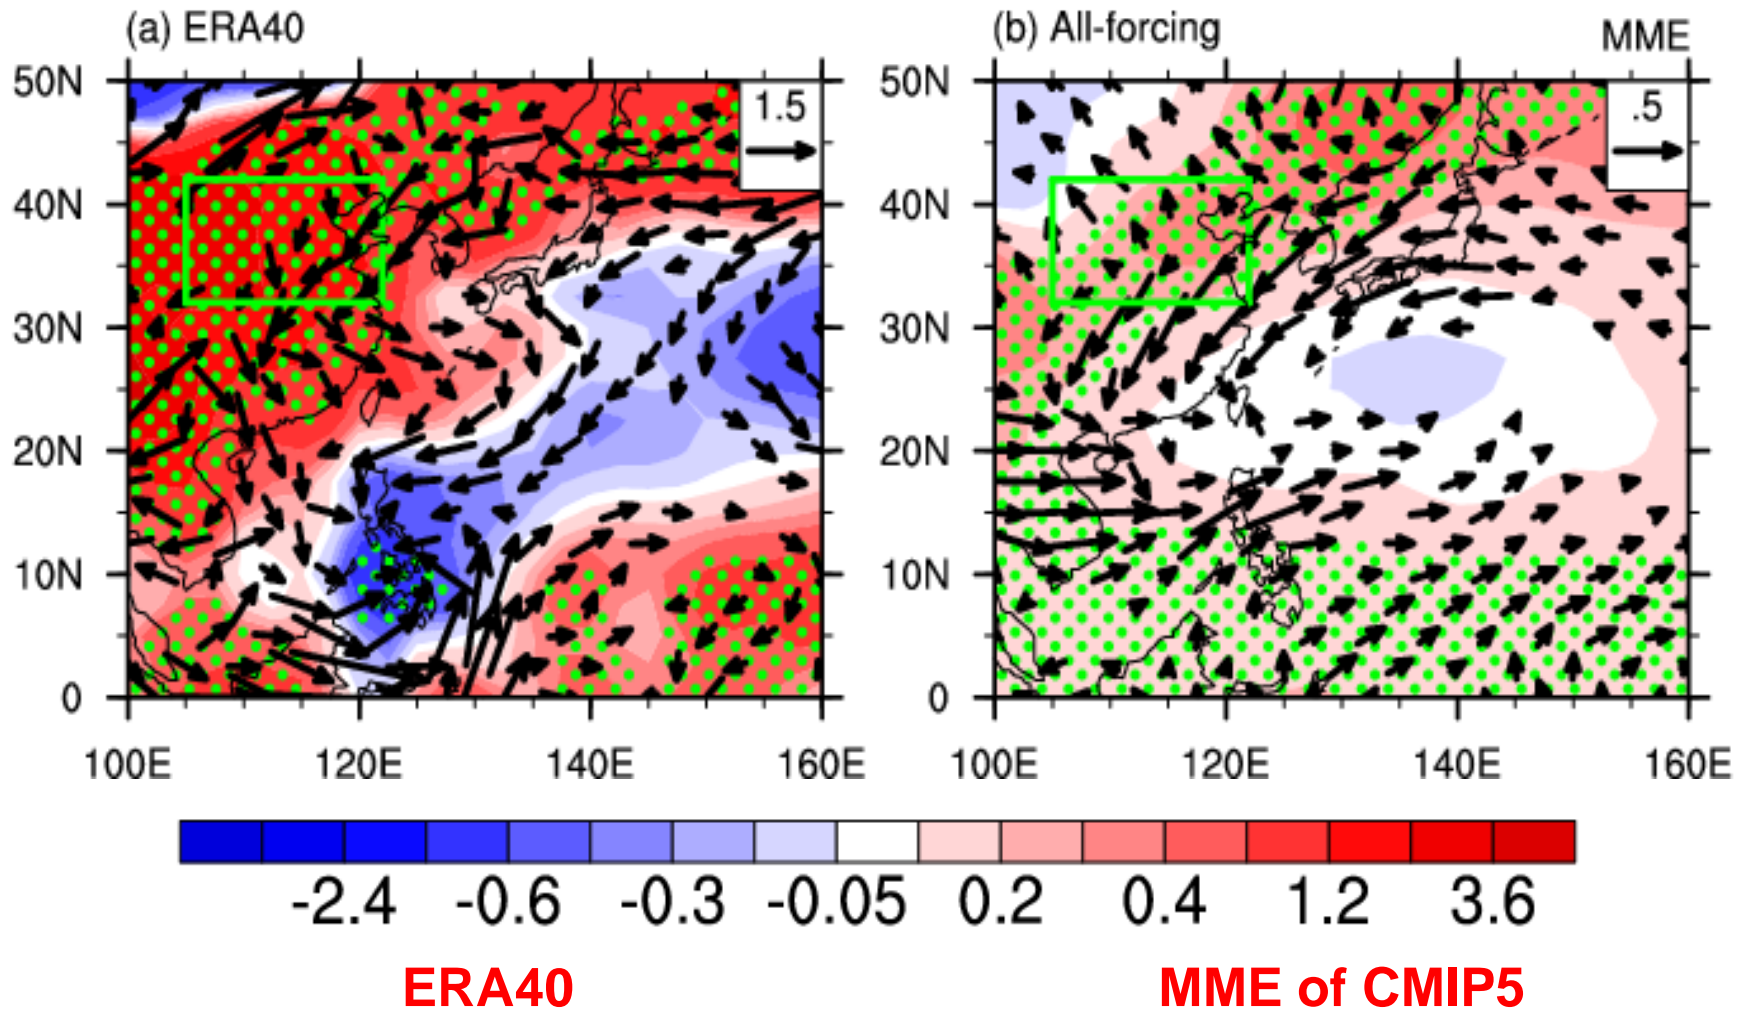 (a) ERA40
(b) All-forcing MME
50N
40N
30N
20N
10N
0
1.5
100E 120E 140E 160E
50N
40N
30N
20N
10N
0
.5
100E 120E 140E 160E
-2.4 -0.6 -0.3 -0.05 0.2 0.4 1.2 3.6
ERA40
MME of CMIP5